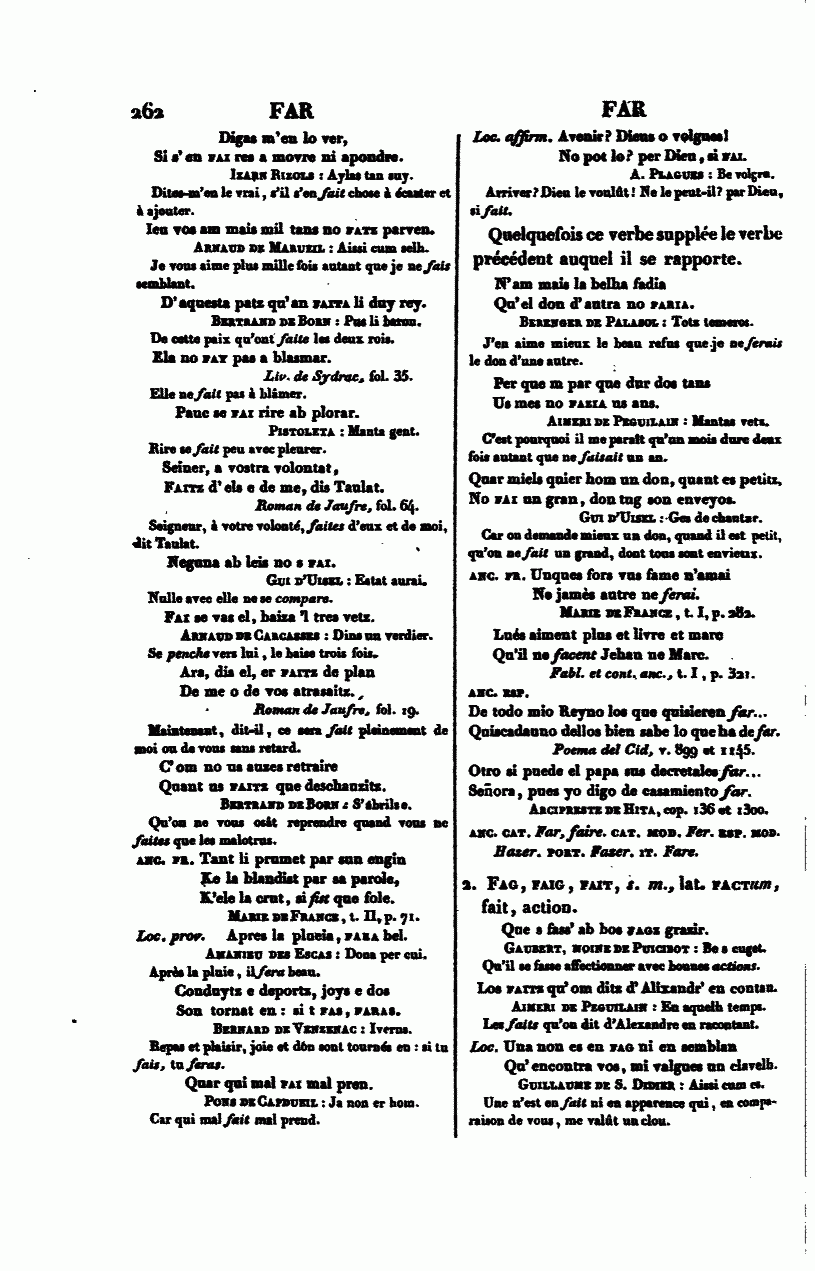 262 FAR
Digas m'en lo ver,
Si s'en FAI res a movre ni apondre.
IZARN RIZOLS : Aylas tan suy.
Dites-m'en le vrai, s'il s'en fait chose à écarter et
à ajouter.
Ieu vos am mais mil tans no FATZ parven.
ARNAUD DE MARUEIL : Aissi cum selh.
Je vous aime plus mille fois autant que je ne fais
semblant.
D'aquesta patz qu'an FAITA li duy rey.
BERTRAND DE BORN : Pus li baron.
De cette paix qu'ont faite les deux rois.
Ela no FAY pas a blasmar.
Liv. de Sydrac, fol. 35.
Elle ne fait pas à blâmer.
Pauc se FAI rire ab plorar.
PISTOLETA : Manta gent.
Rire se fait peu avec pleurer.
Seiner, a vostra volontat,
FAITZ d'els e de me, dis Taulat.
Roman de Jaufre, fol. 64.
Seigneur, à votre volonté, faites d'eux et de moi,
dit Taulat.
Neguna ab leis no s FAI.
GUI D'UISEL : Estat aurai.
Nulle avec elle ne se compare.
FAI se vas el, baiza 'l tres vetz.
ARNAUD DE CARCASSES : Dins un verdier.
Se penche vers lui, le baise trois fois.
Ara, dis el, er FAITZ de plan
De me o de vos atrasaitz.
Roman de Jaufre, fol. 19.
Maintenant, dit-il, ce sera fait pleinement de
moi ou de vous sans retard.
C'om no us auzes retraire
Quant us FAITZ que deschauzitz.
BERTRAND DE BORN : S'abrils e.
Qu'on ne vous osât reprendre quand vous ne
faites que les malotrus.
ANC. FR. Tant li prumet par sun engin
Ke la blandist par sa parole,
K'ele la crut, si fist que fole.
MARIE DE FRANCE, t. II, p. 71.
Loc. prov. Apres la plueia, FARA bel.
AMANIEU DES ESCAS : Dona per cui.
Après la pluie, il fera beau.
Conduytz e deportz, joys e dos
Son tornat en : si t FAS, FARAS.
BERNARD DE VENZENAC : Iverns.
Repas et plaisir, joie et dôn sont tournés en : si tu
fais, tu feras.
Quar qui mal FAI mal pren.
PONS DE CAPDUEIL : Ja non er hom.
Car qui mal fait mal prend.
FAR
Loc. affirm. Avenir? Dieus o volgues!
No pot lo? per Dieu, si FAI.
A. PLAGUES : Be volgra.
Arriver? Dieu le voulût! Ne le peut-il? par Dieu,
si fait.
Quelquefois ce verbe supplée le verbe
précédent auquel il se rapporte.
N'am mais la belha fadia
Qu'el don d'autra no FARIA.
BERENGER DE PALASOL : Totz temeros.
J'en aime mieux le beau refus que je ne ferais
le don d'une autre.
Per que m par que dur dos tans
Us mes no FAZIA us ans.
AIMERI DE PEGUILAIN : Mantas vetz.
C'est pourquoi il me paraît qu'un mois dure deux
fois autant que ne faisait un an.
Quar miels quier hom un don, quant es petitz,
No FAI un gran, don tug son enveyos.
GUI D'UISEL : Ges de chantar.
Car on demande mieux un don, quand il est petit,
qu'on ne fait un grand, dont tous sont envieux.
ANC. FR. Unques fors vus fame n'amai
Ne jamès autre ne ferai.
MARIE DE FRANCE, t. I, p. 282.
Lués aiment plus et livre et marc
Qu'il ne facent Jehan ne Marc.
Fabl. et cont. anc., t. I, p. 321.
ANC. ESP.
De todo mio Reyno los que quisieren far...
Quiscadauno dellos bien sabe lo que ha de far.
Poema del Cid, v. 899 et 1145.
Otro si puede el papa sus decretales far...
Señora, pues yo digo de casamiento far.
ARCIPRESTE DE HITA, cop. 136 et 1300.
ANC. CAT. Far, faire. CAT. MOD. Fer. ESP. MOD.
Hazer. PORT. Fazer. IT. Fare.
2. FAG, FAIG, FAIT, s. m., lat. FACTum,
fait, action.
Que s fass' ab bos FAGZ grazir.
GAUBERT, MOINE DE PUICIBOT : Be s cuget.
Qu'il se fasse affectionner avec bonnes actions.
Los FAITZ qu'om ditz d'Alixandr' en contan.
AIMERI DE PEGUILAIN : En aquelh temps.
Les faits qu'on dit d'Alexandre en racontant.
Loc. Una non es en FAG ni en semblan
Qu'encontra vos, mi valgues un clavelh.
GUILLAUME DE S. DIDIER : Aissi cum es.
Une n'est en fait ni en apparence qui, en compa-
raison de vous, me valût un clou.